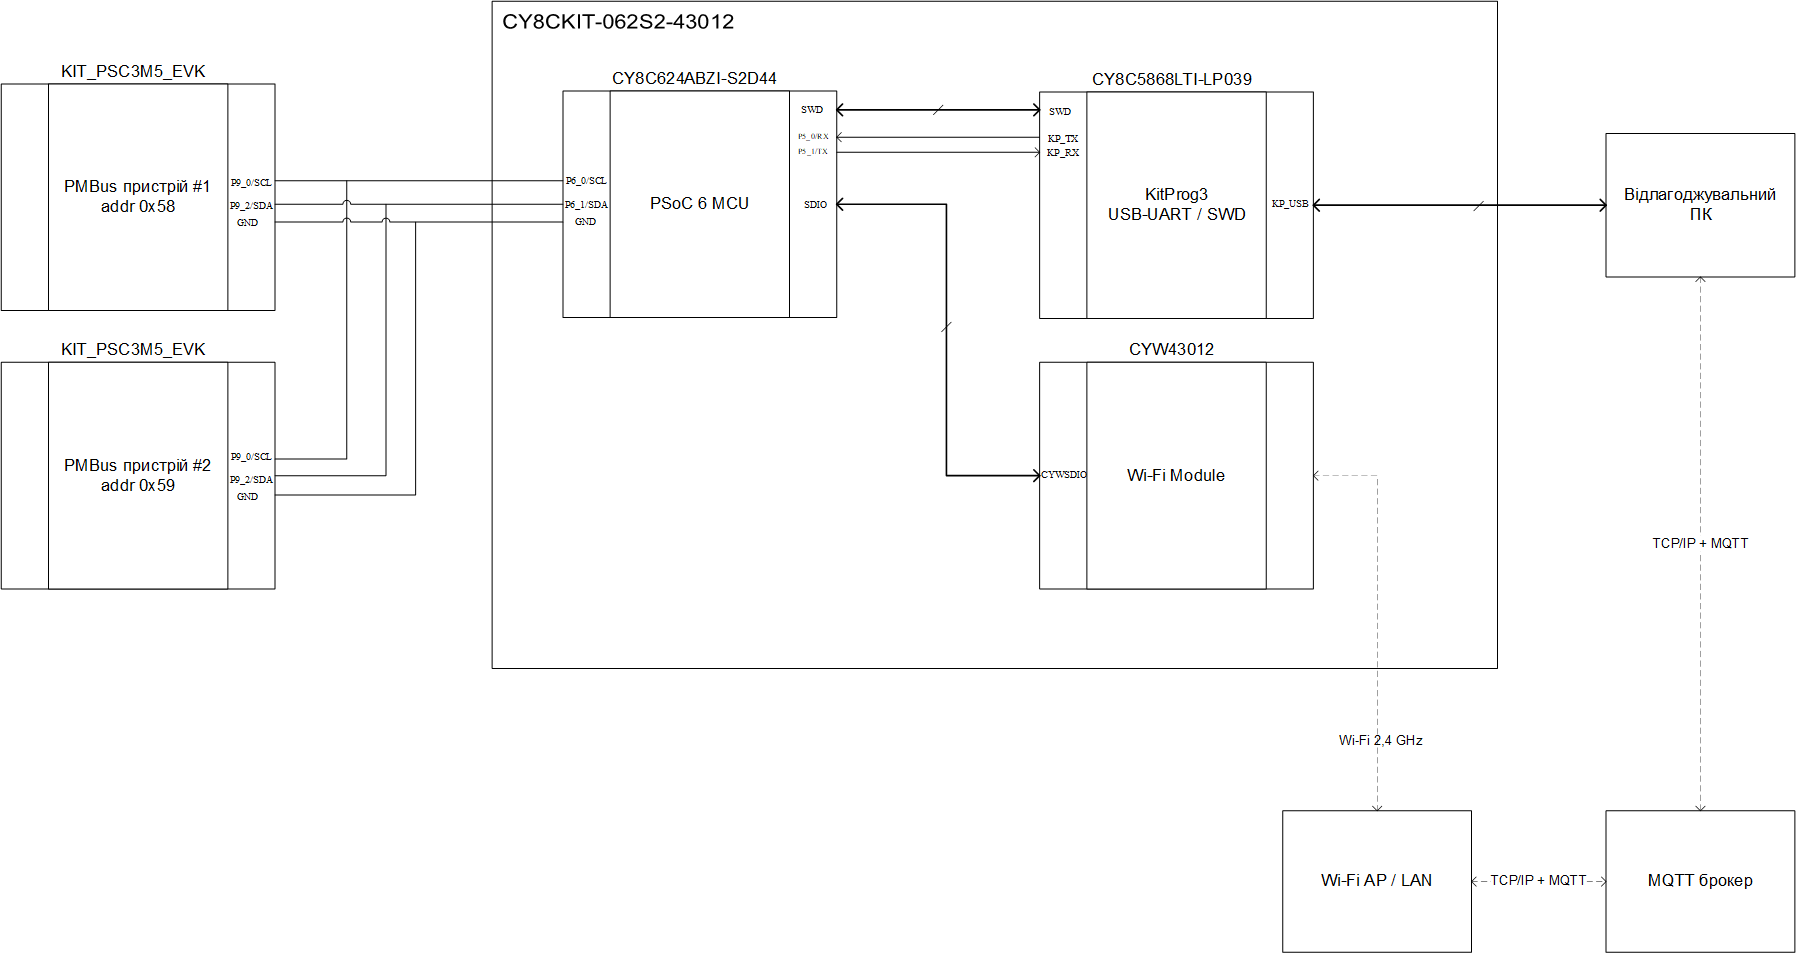 CY8CKIT-062S2-43012
KIT_PSC3M5_EVK
PMBus пристрій #1
addr 0x58
P9_0/SCL
P9_2/SDA
GND
KIT_PSC3M5_EVK
PMBus пристрій #2
addr 0x59
P9_0/SCL
P9_2/SDA
GND
CY8C624ABZI-S2D44
P6_0/SCL
P6_1/SDA
GND
PSoC 6 MCU
SWD
P5_0/RX
P5_1/TX
SDIO
CY8C5868LTI-LP039
SWD
KP_TX
KP_RX
KitProg3
USB-UART / SWD
KP_USB
CYW43012
CYWSDIO
Wi-Fi Module
Відлагоджувальний
ПК
TCP/IP + MQTT
Wi-Fi 2,4 GHz
Wi-Fi AP / LAN
TCP/IP + MQTT
MQTT брокер